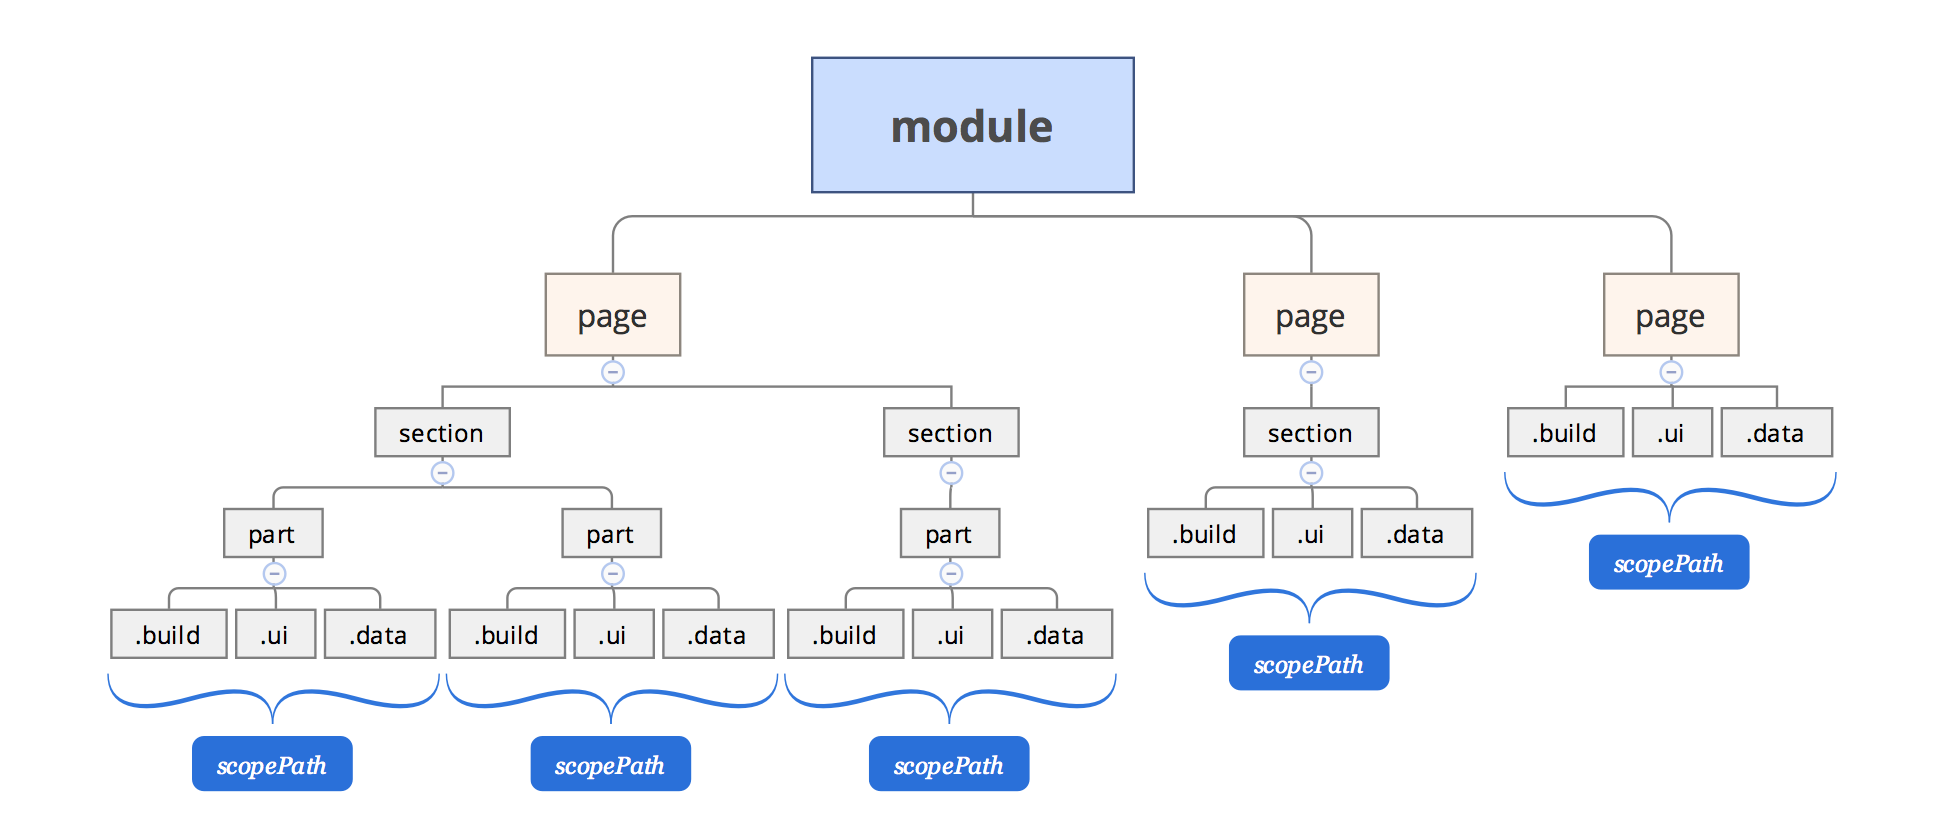 module
page
page
page
section
section
section
.build
.ui
.data
part
part
part
.build
.ui
.data
scopePath
.build
.ui
.data
.build
.ui
.data
.build
.ui
.data
scopePath
scopePath
scopePath
scopePath